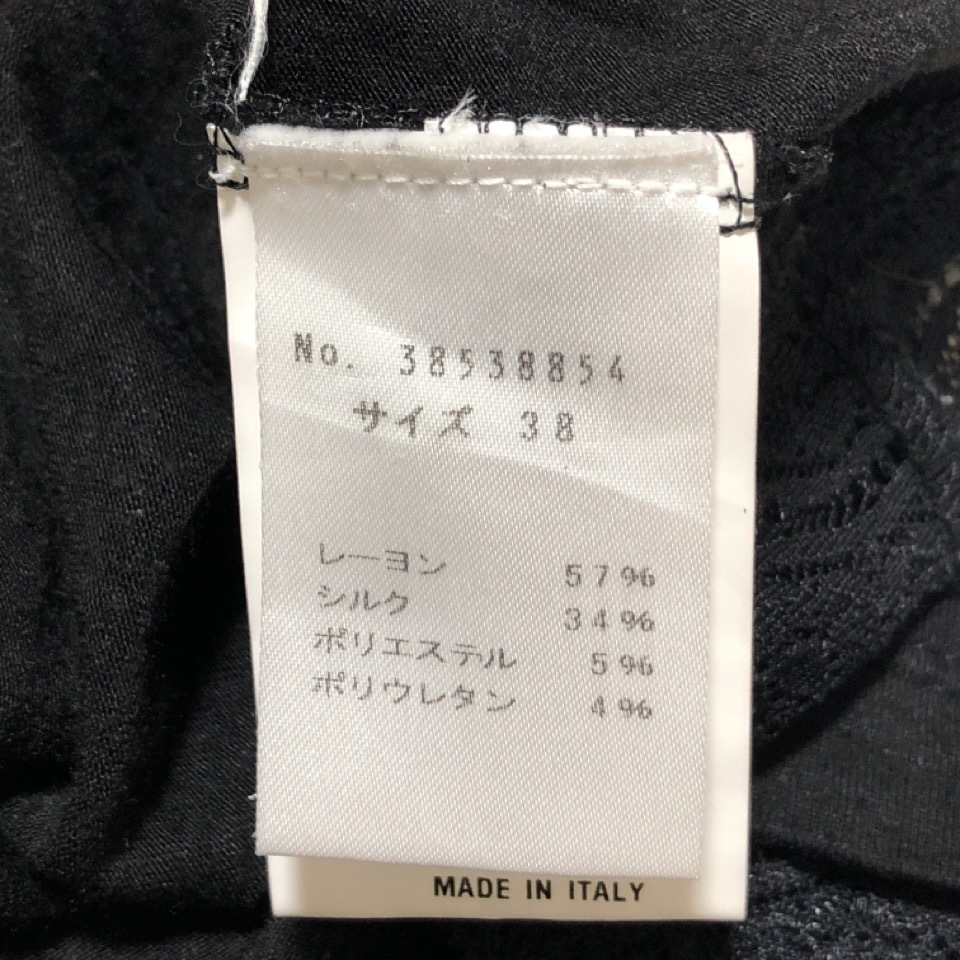 No. 38538854
サイズ 38
レーヨン 57%
シルク 34%
ポリエステル 5%
ポリウレタン 4%
MADE IN ITALY